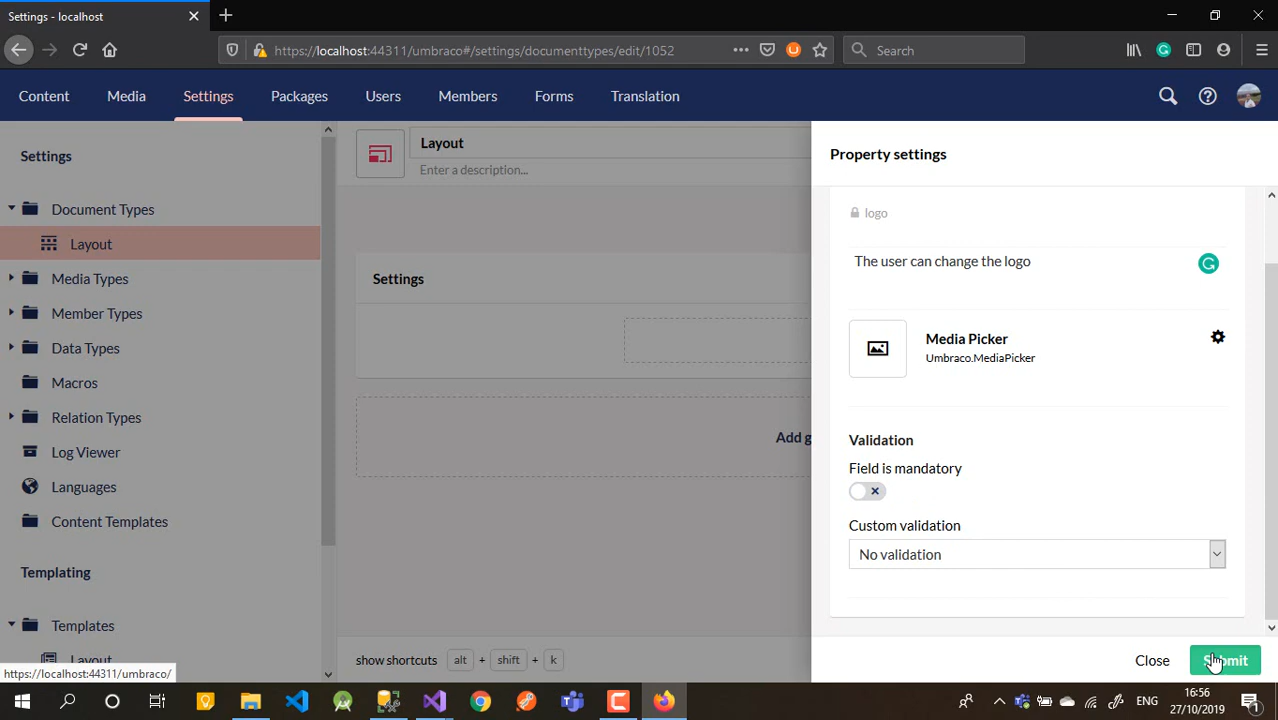 Settings - localhost
https://localhost:44311/umbraco#/settings/documenttypes/edit/1052
Search
Content
Media
Settings
Packages
Users
Members
Forms
Translation
Settings
Document Types
Layout
Media Types
Member Types
Data Types
Macros
Relation Types
Log Viewer
Languages
Content Templates
Templating
Templates
Layout
https://localhost:44311/umbraco/
Layout
Enter a description...
Settings
Add g
show shortcuts alt + shift + k
Property settings
logo
The user can change the logo
Media Picker
Umbraco.MediaPicker
Validation
Field is mandatory
Custom validation
No validation
Close
Submit
ENG
16:56
27/10/2019